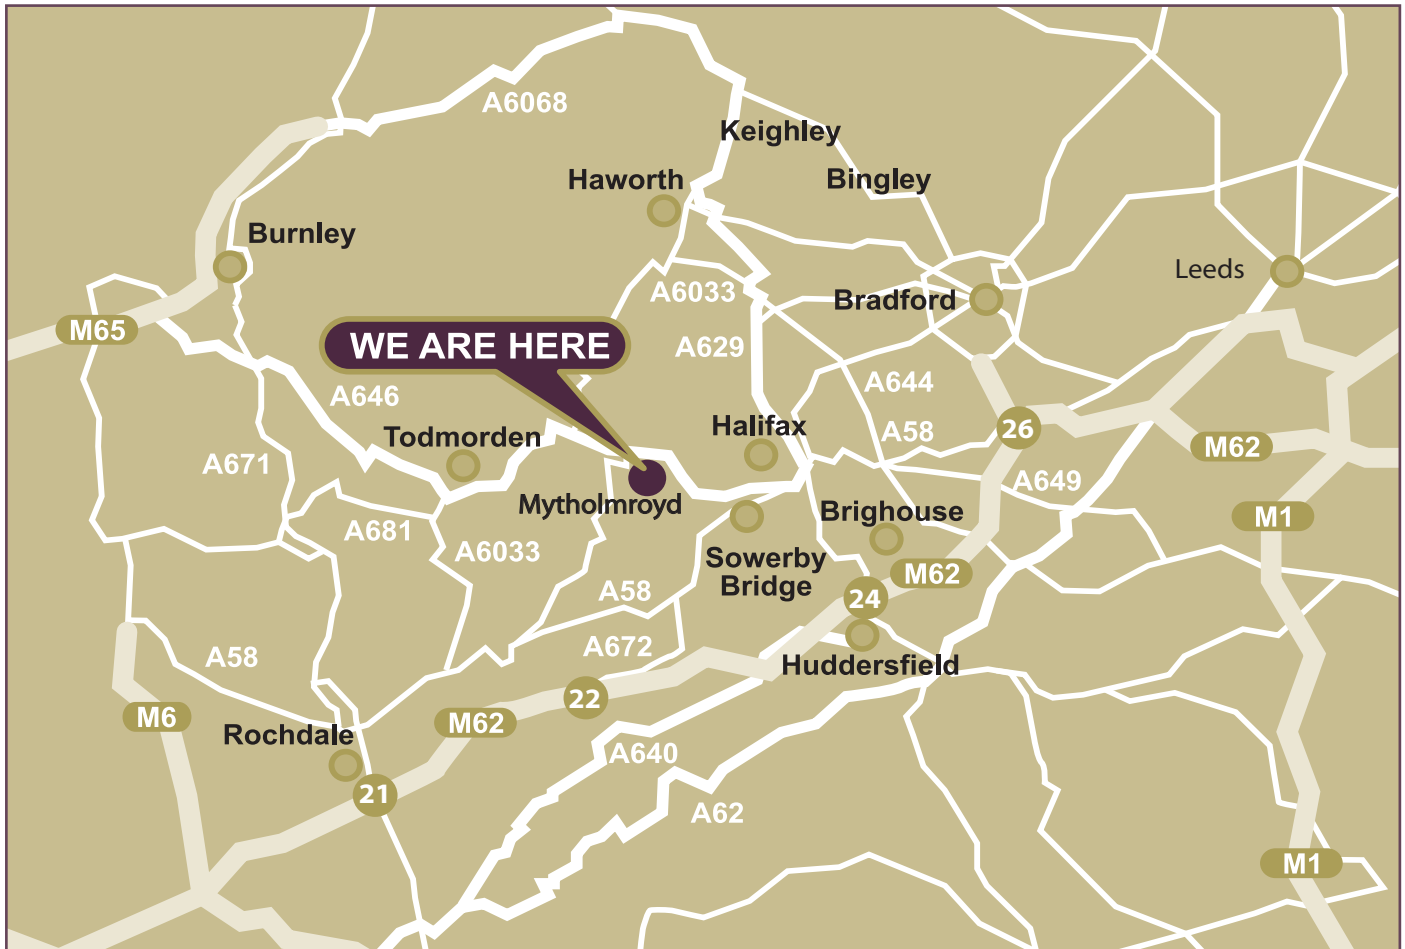 A6068
Keighley
Haworth
Bingley
Burnley
Leeds
A6033
Bradford
M65
WE ARE HERE
A629
A644
A646
Halifax
A58
26
Todmorden
M62
A671
A649
Mytholmroyd
Brighouse
M1
A681
A6033
Sowerby
Bridge
M62
A58
24
A672
A58
Huddersfield
22
M6
M62
Rochdale
A640
21
A62
M1